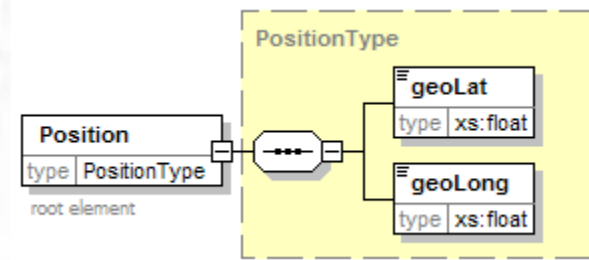 PositionType
geoLat
type xs:float
Position
type PositionType
root element
geoLong
type xs:float